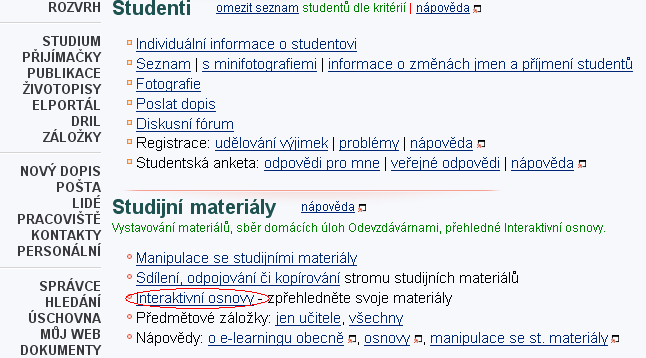 ROZVRH
STUDIUM
PŘIJÍMAČKY
PUBLIKACE
ŽIVOTOPISY
ELPORTÁL
DRIL
ZÁLOŽKY
NOVÝ DOPIS
POŠTA
LIDÉ
PRACOVIŠTĚ
KONTAKTY
PERSONÁLNÍ
SPRÁVCE
HLEDÁNÍ
ÚSCHOVNA
MŮJ WEB
DOKUMENTY
Studenti omezit seznam studentů dle kritérií | nápověda
Individuální informace o studentovi
Seznam | s minifotografiemi | informace o změnách jmen a příjmení studentů
Fotografie
Poslat dopis
Diskusní fórum
Registrace: udělování výjimek | problémy | nápověda
Studentská anketa: odpovědi pro mne | veřejné odpovědi | nápověda
Studijní materiály nápověda
Vystavování materiálů, sběr domácích úloh Odevzdávárnami, přehledné Interaktivní osnovy.
Manipulace se studijními materiály
Sdílení, odpojování či kopírování stromu studijních materiálů
Interaktivní osnovy - zpřehledněte svoje materiály
Předmětové záložky: jen učitele, všechny
Nápovědy: o e-learningu obecně, osnovy, manipulace se st. materiály